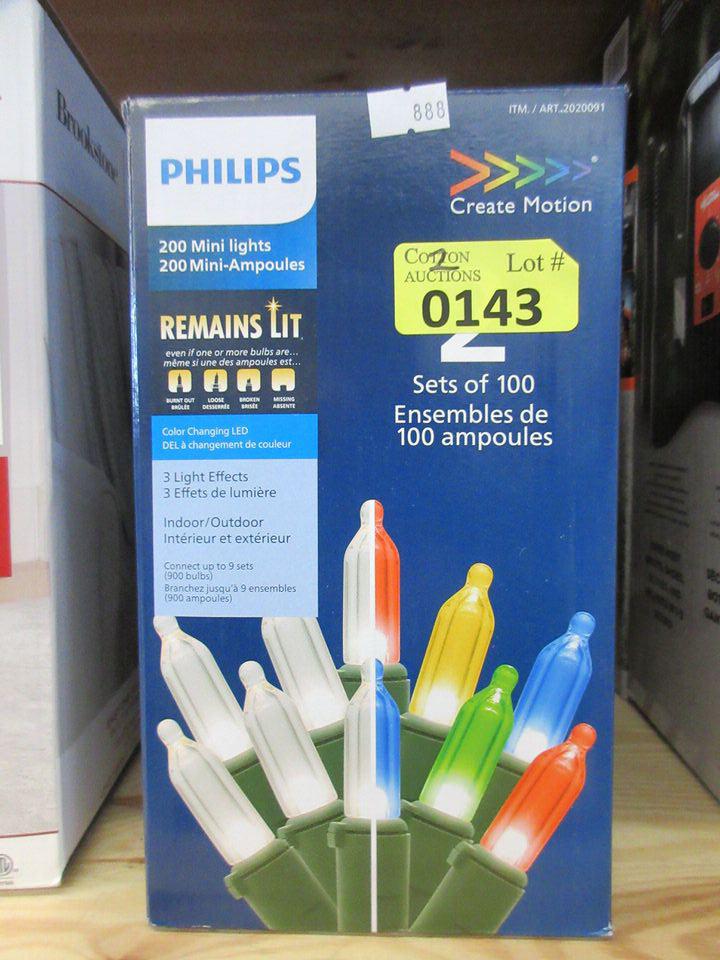 Brookstone
888
ITM. / ART. 2020091
PHILIPS
Create Motion
200 Mini lights
200 Mini-Ampoules
COTTON
AUCTIONS
2
Lot #
0143
REMAINS LIT
even if one or more bulbs are...
même si une des ampoules est...
BURNT OUT LOOSE BROKEN MISSING
BRÛLÉE DESSERRÉE BRISÉE ABSENTE
2
Sets of 100
Ensembles de
100 ampoules
Color Changing LED
DEL à changement de couleur
3 Light Effects
3 Effets de lumière
Indoor/Outdoor
Intérieur et extérieur
Connect up to 9 sets
(900 bulbs)
Branchez jusqu'à 9 ensembles
(900 ampoules)